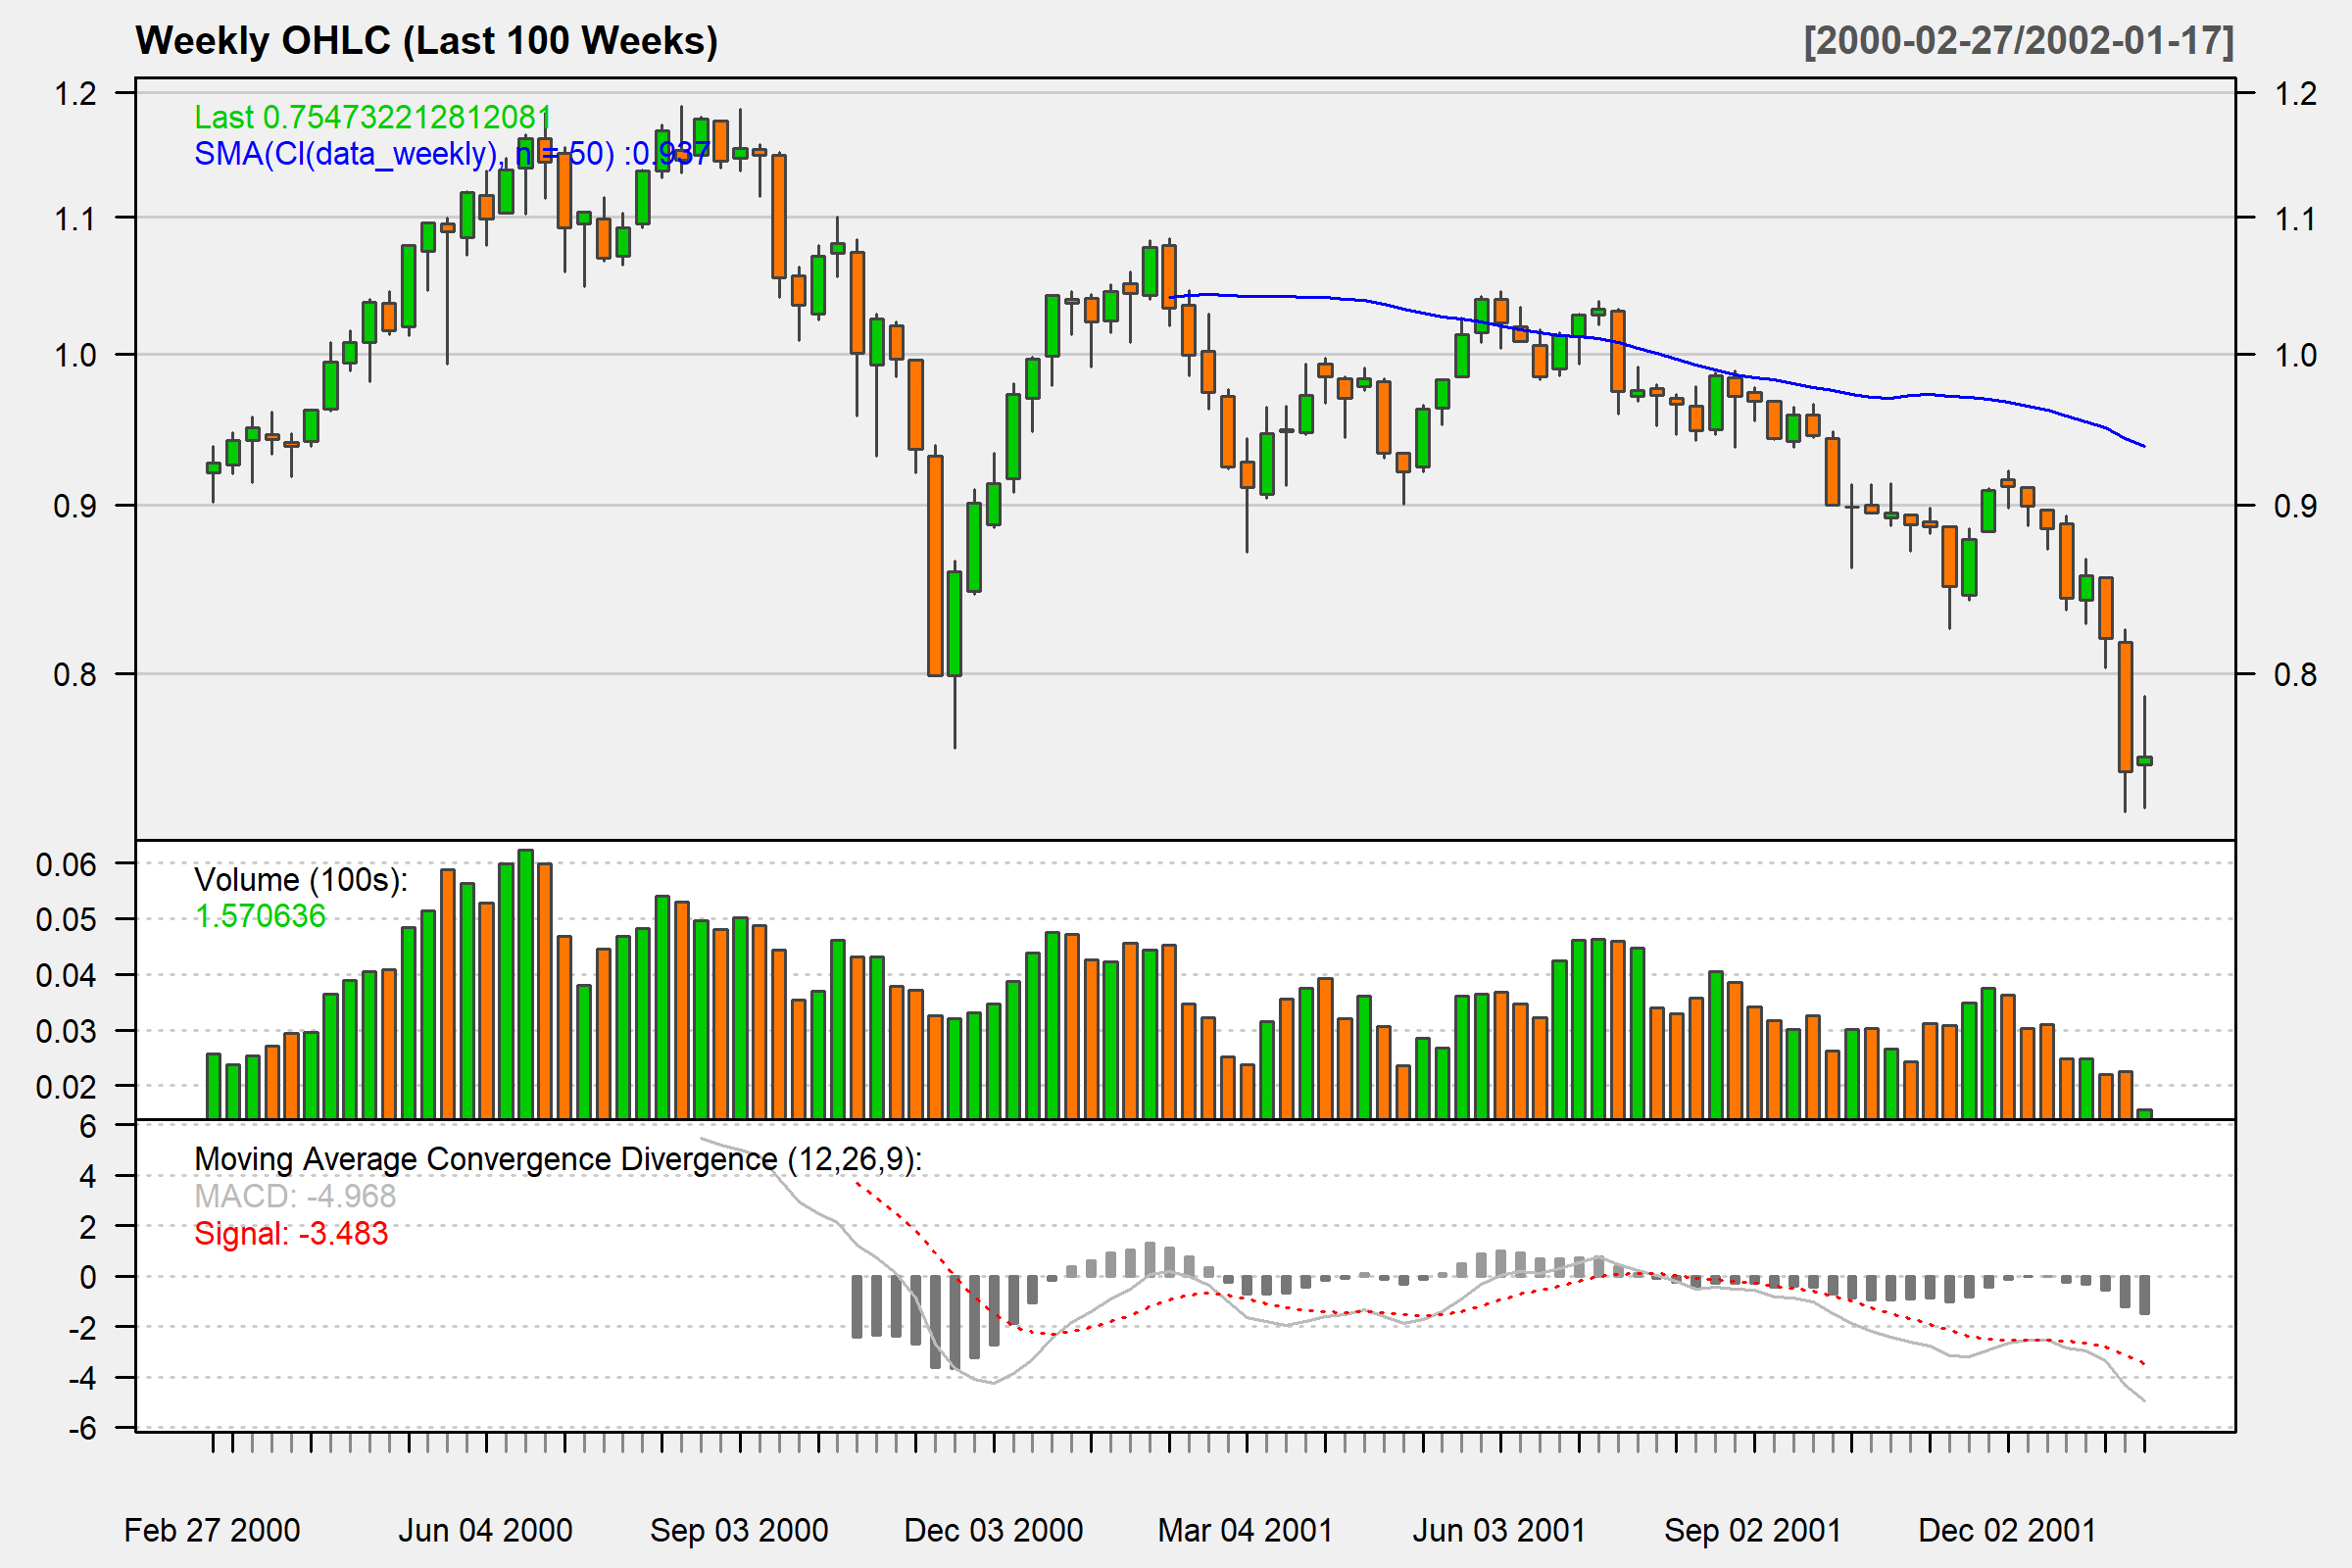 Weekly OHLC (Last 100 Weeks)
[2000-02-27/2002-01-17]
Last 0.754732212812081
SMA(Cl(data_weekly), n = 50) :0.937
1.2
1.1
1.0
0.9
0.8
1.2
1.1
1.0
0.9
0.8
Volume (100s):
1.570636
0.06
0.05
0.04
0.03
0.02
Moving Average Convergence Divergence (12,26,9):
MACD: -4.968
Signal: -3.483
6
4
2
0
-2
-4
-6
Feb 27 2000
Jun 04 2000
Sep 03 2000
Dec 03 2000
Mar 04 2001
Jun 03 2001
Sep 02 2001
Dec 02 2001